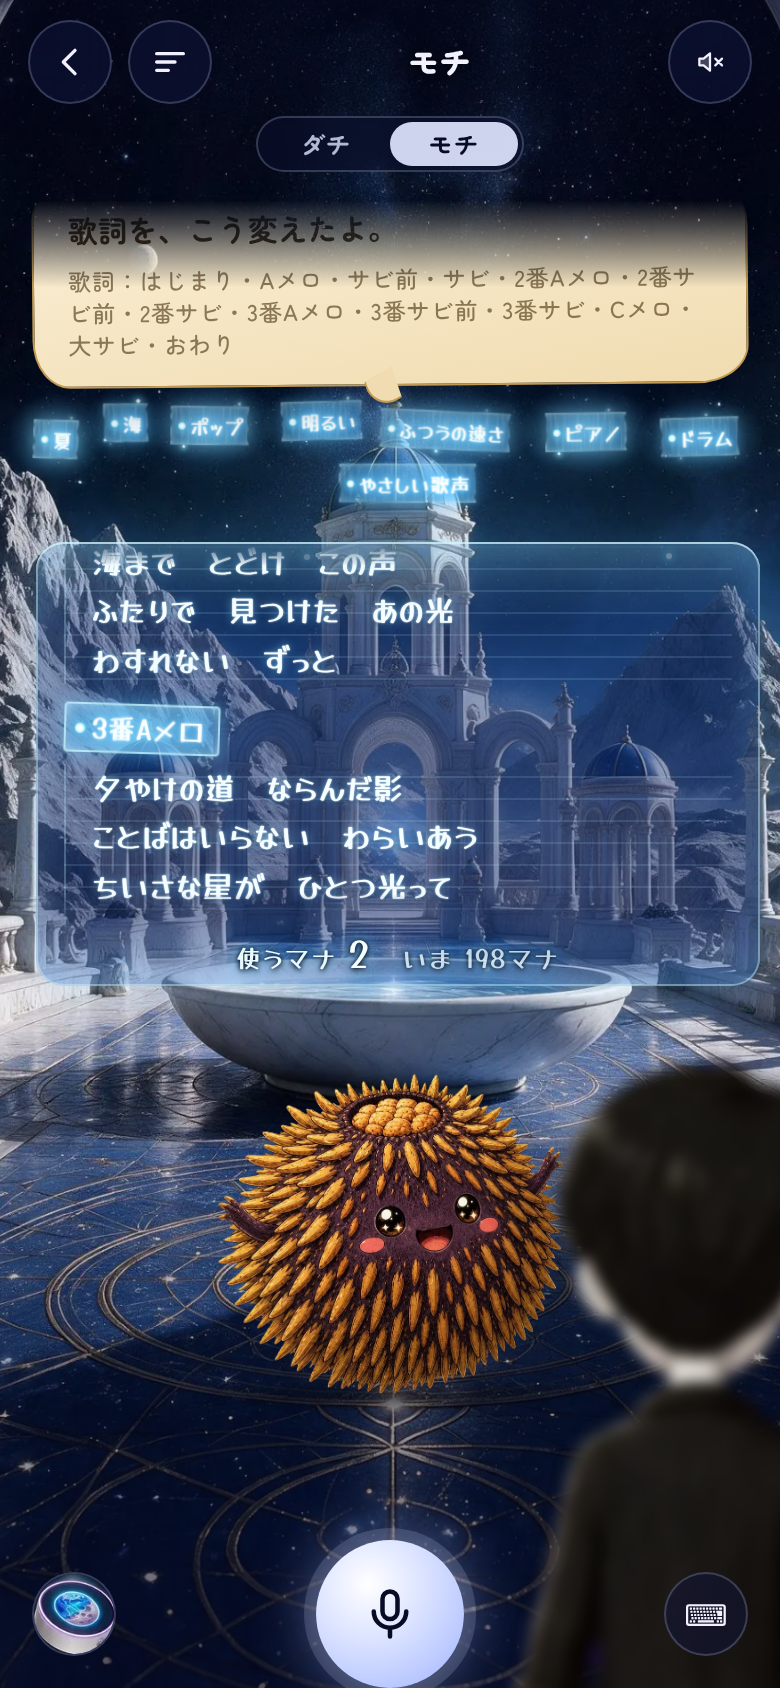 モチ
ダチ モチ
歌詞を、こう変えたよ。
歌詞：はじまり・Aメロ・サビ前・サビ・2番Aメロ・2番サ
ビ前・2番サビ・3番Aメロ・3番サビ前・3番サビ・Cメロ・
大サビ・おわり
・夏 ・海 ・ポップ ・明るい ・ふつうの速さ ・ピアノ ・ドラム
・やさしい歌声
海まで　とどけ　この声
ふたりで　見つけた　あの光
わすれない　ずっと
・3番Aメロ
夕やけの道　ならんだ影
ことばはいらない　わらいあう
ちいさな星が　ひとつ光って
使うマナ 2　いま 198マナ